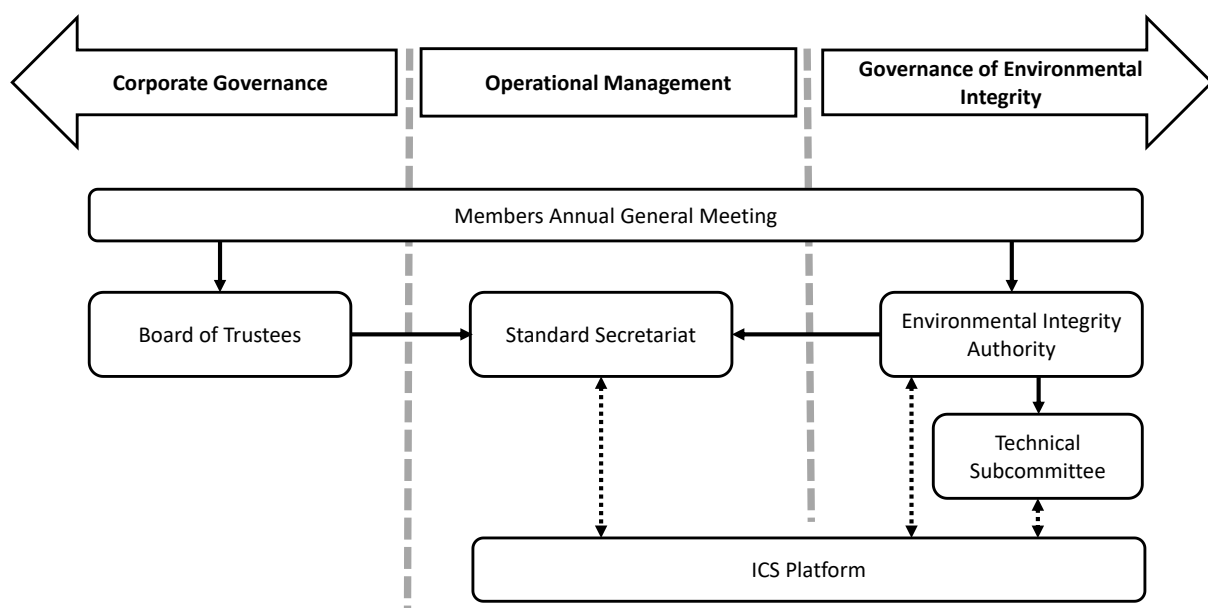 Corporate Governance
Operational Management
Governance of Environmental
Integrity
Members Annual General Meeting
Board of Trustees
Standard Secretariat
Environmental Integrity
Authority
Technical
Subcommittee
ICS Platform